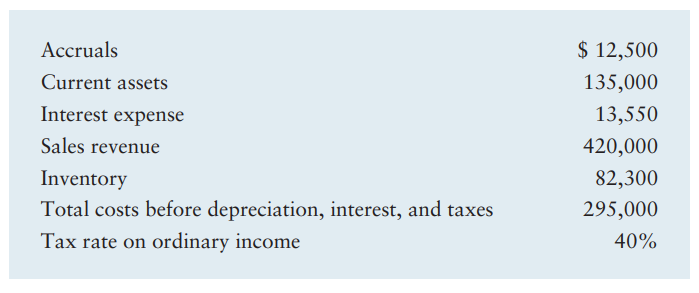 Accruals $ 12,500
Current assets 135,000
Interest expense 13,550
Sales revenue 420,000
Inventory 82,300
Total costs before depreciation, interest, and taxes 295,000
Tax rate on ordinary income 40%